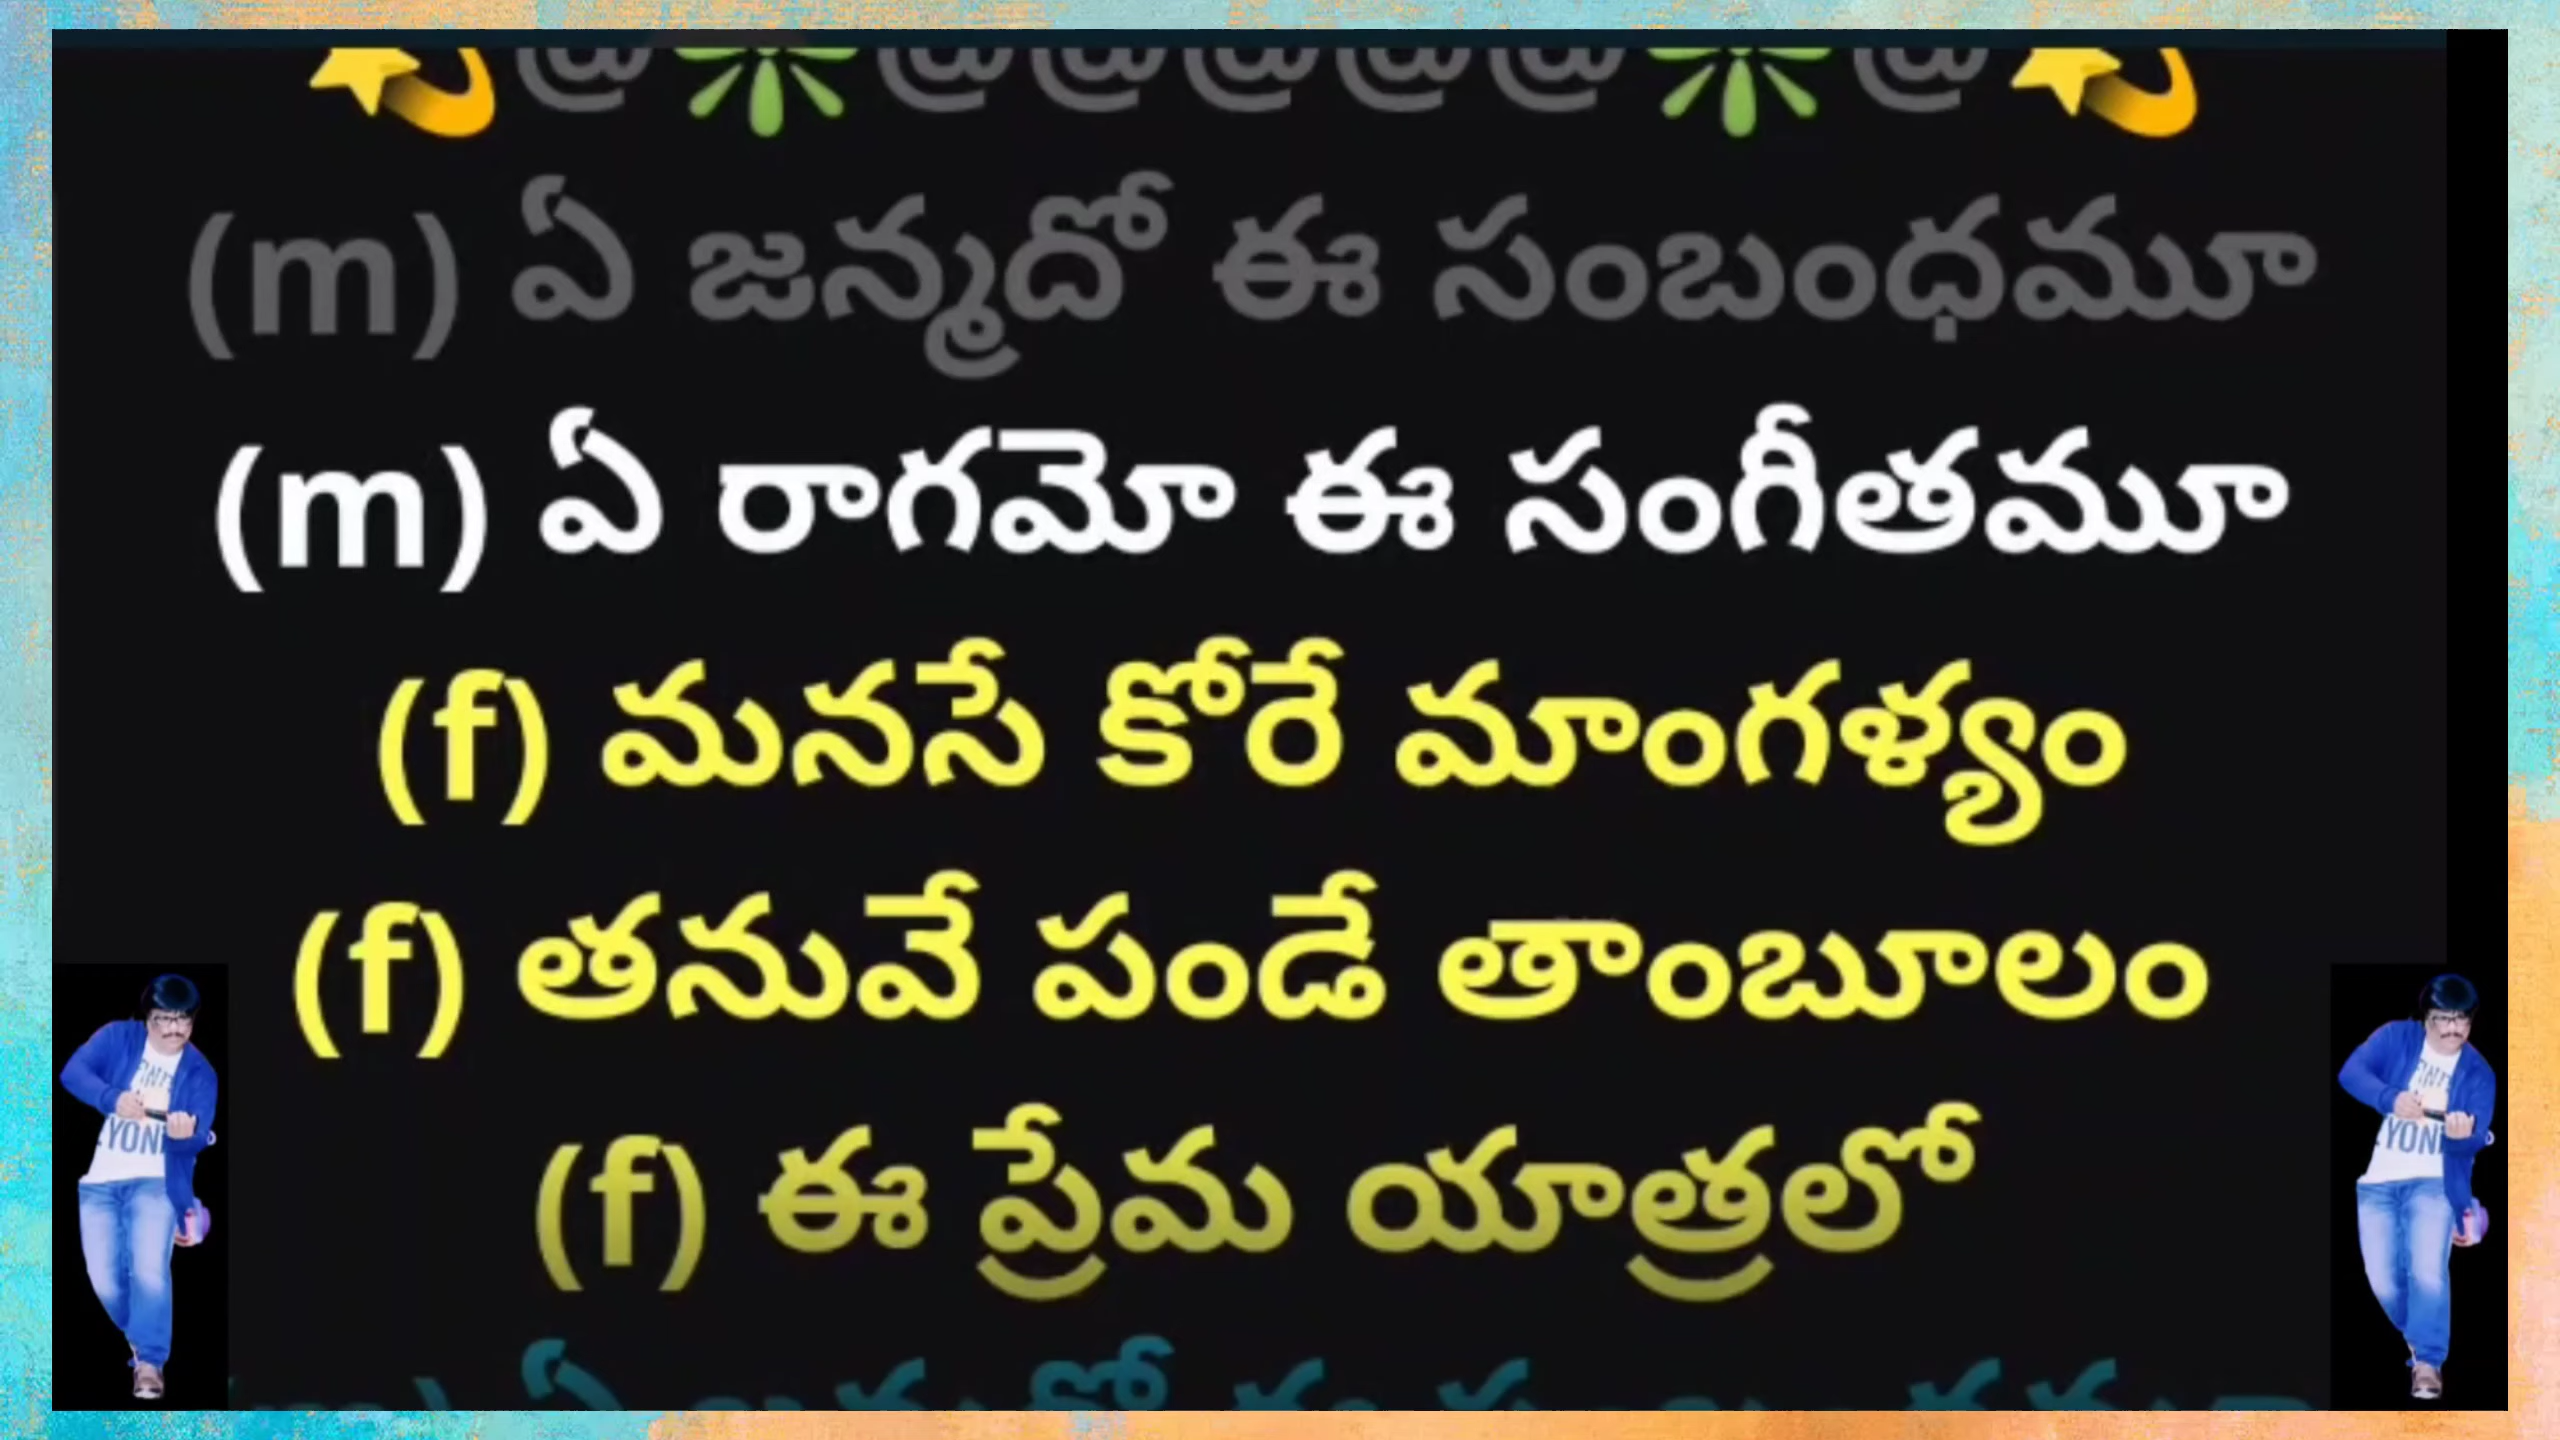 (m) ఏ జన్మదో ఈ సంబంధమూ
(m) ఏ రాగమో ఈ సంగీతమూ
(f) మనసే కోరే మాంగళ్యం
(f) తనువే పండే తాంబూలం
(f) ఈ ప్రేమ యాత్రలో